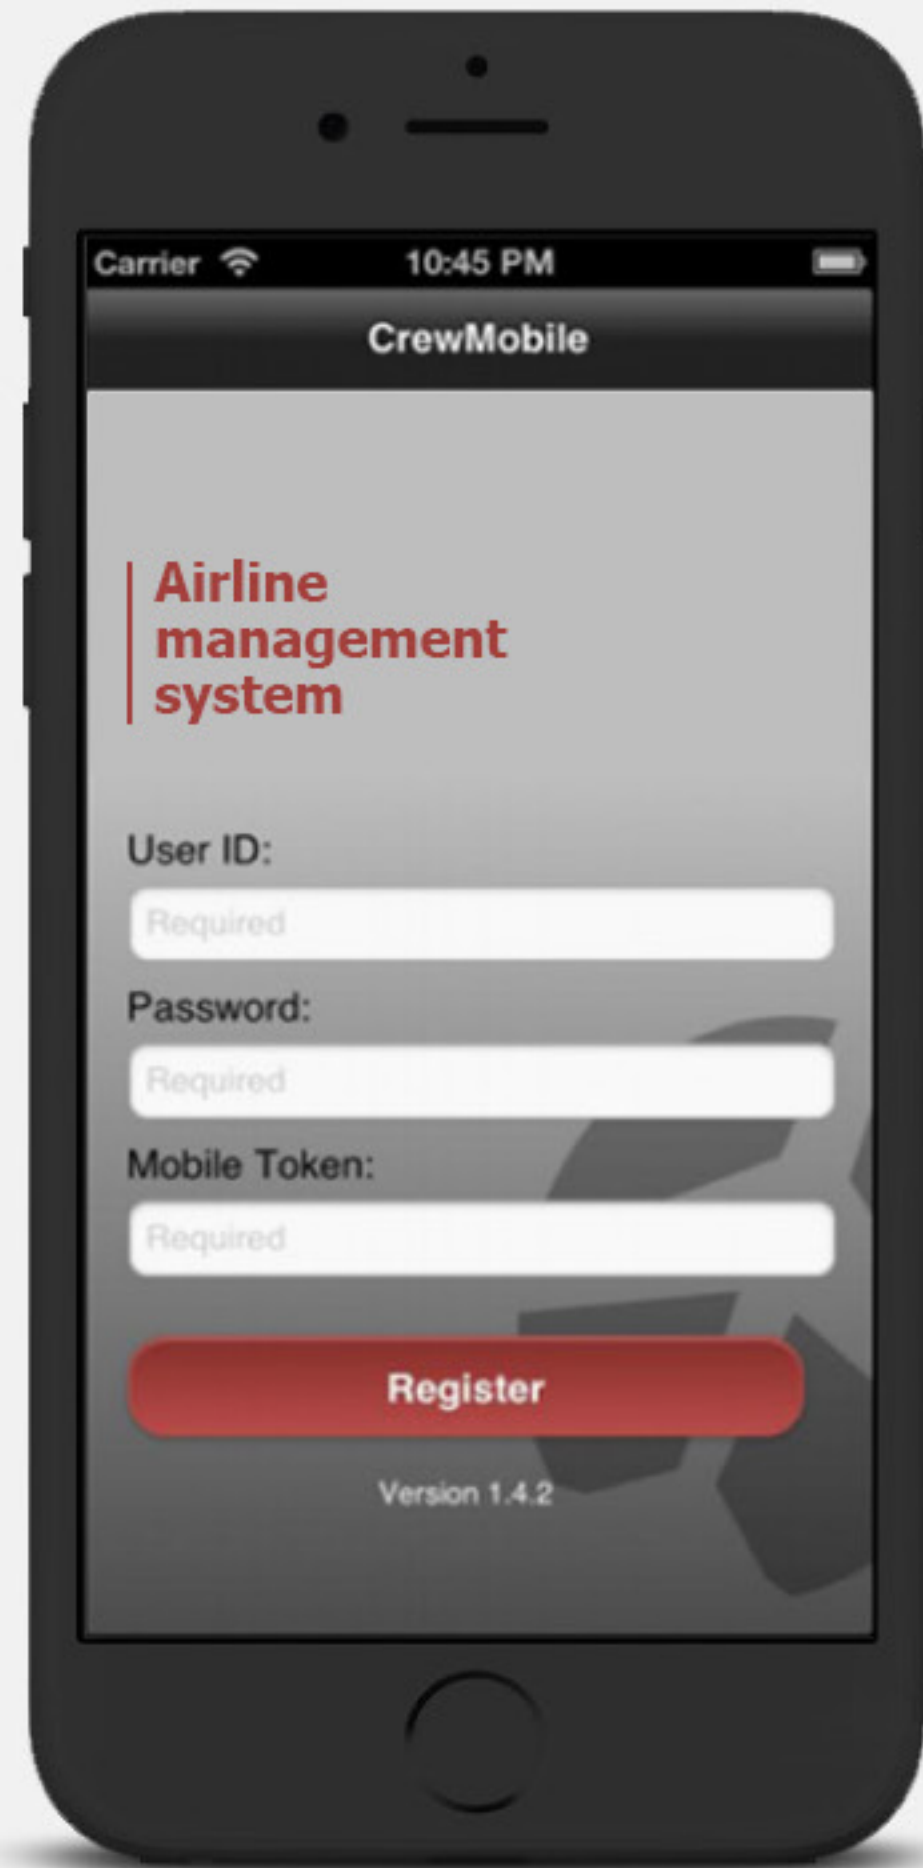 Carrier 10:45 PM
CrewMobile
Airline
management
system
User ID:
Required
Password:
Required
Mobile Token:
Required
Register
Version 1.4.2